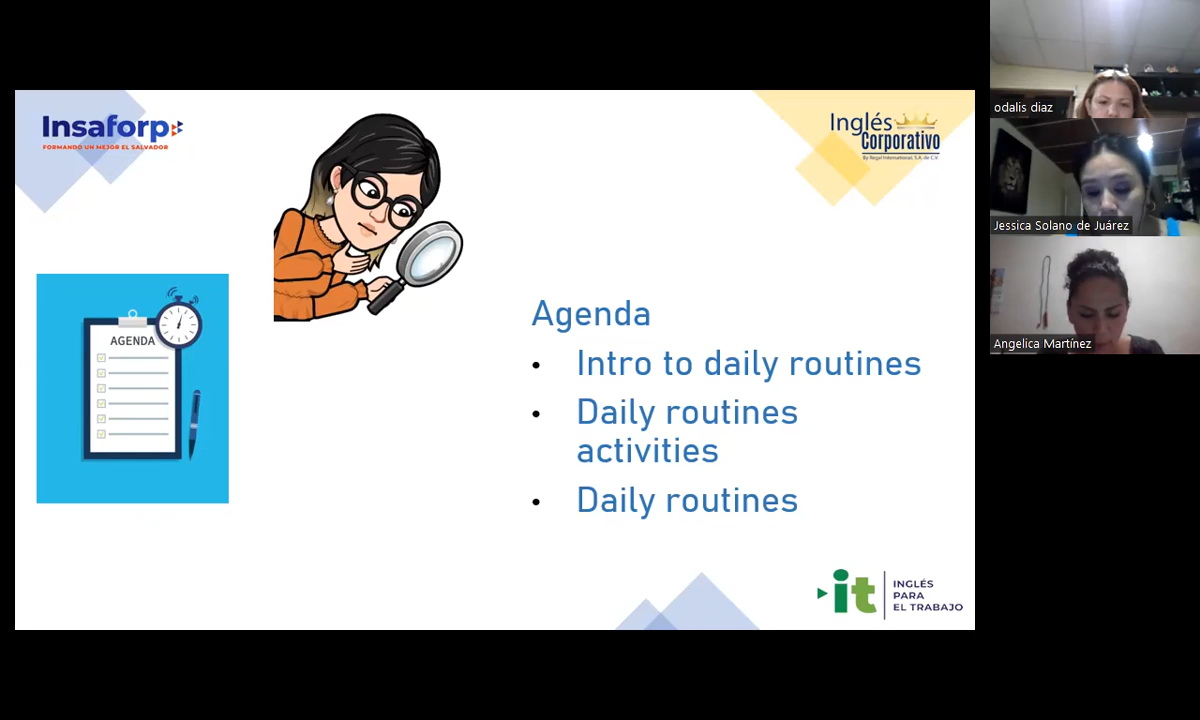 Insaforp
FORMANDO UN MEJOR EL SALVADOR
Inglés
Corporativo
By Regal International, S.A. de C.V.
AGENDA
Agenda
• Intro to daily routines
• Daily routines
activities
• Daily routines
it
INGLÉS
PARA
EL TRABAJO
odalis diaz
Jessica Solano de Juárez
Angelica Martínez